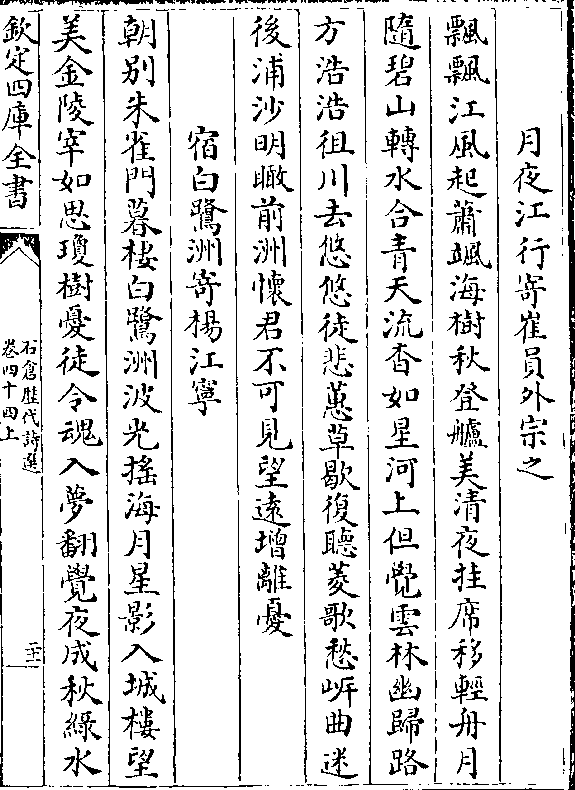 月夜江行寄崔員外宗之
飄飄江風起蕭颯海樹秋登艫美清夜挂席移輕舟月
隨碧山轉水合青天流杳如星河上但覺雲林幽歸路
方浩浩徂川去悠悠徒悲蕙草歇復聽菱歌愁岍曲迷
後浦沙明瞰前洲懷君不可見望遠增離憂
宿白鷺洲寄楊江寧
朝别朱雀門暮棲白鷺洲波光搖海月星影入城樓望
美金陵宰如思瓊樹憂徒令魂入夢翻覺夜成秋綠水
欽定四庫全書
石倉歷代詩選
卷四十四上